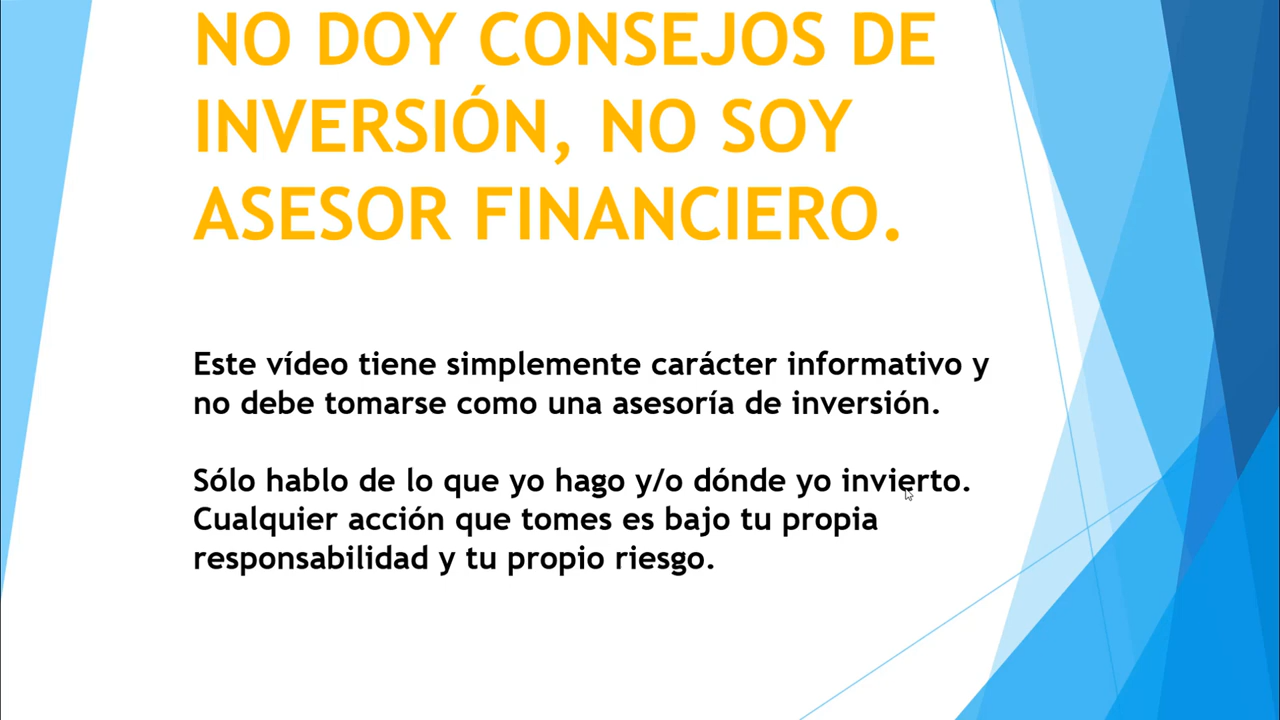 NO DOY CONSEJOS DE
INVERSIÓN, NO SOY
ASESOR FINANCIERO.
Este vídeo tiene simplemente carácter informativo y
no debe tomarse como una asesoría de inversión.
Sólo hablo de lo que yo hago y/o dónde yo invierto.
Cualquier acción que tomes es bajo tu propia
responsabilidad y tu propio riesgo.